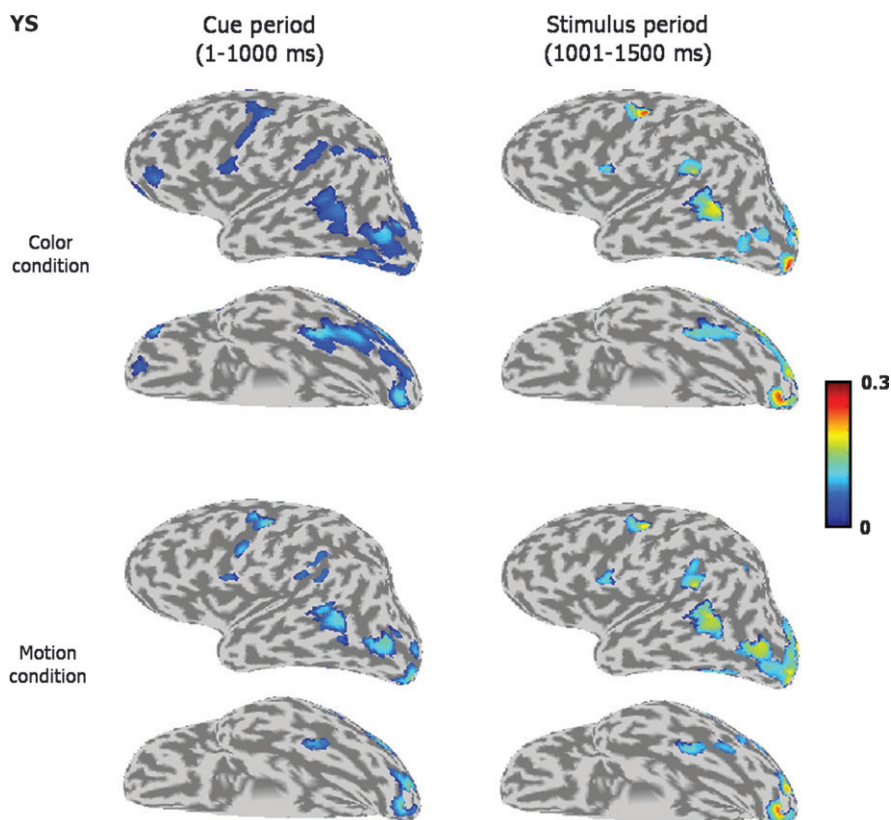 YS
Cue period
(1-1000 ms)
Stimulus period
(1001-1500 ms)
Color
condition
0.3
0
Motion
condition